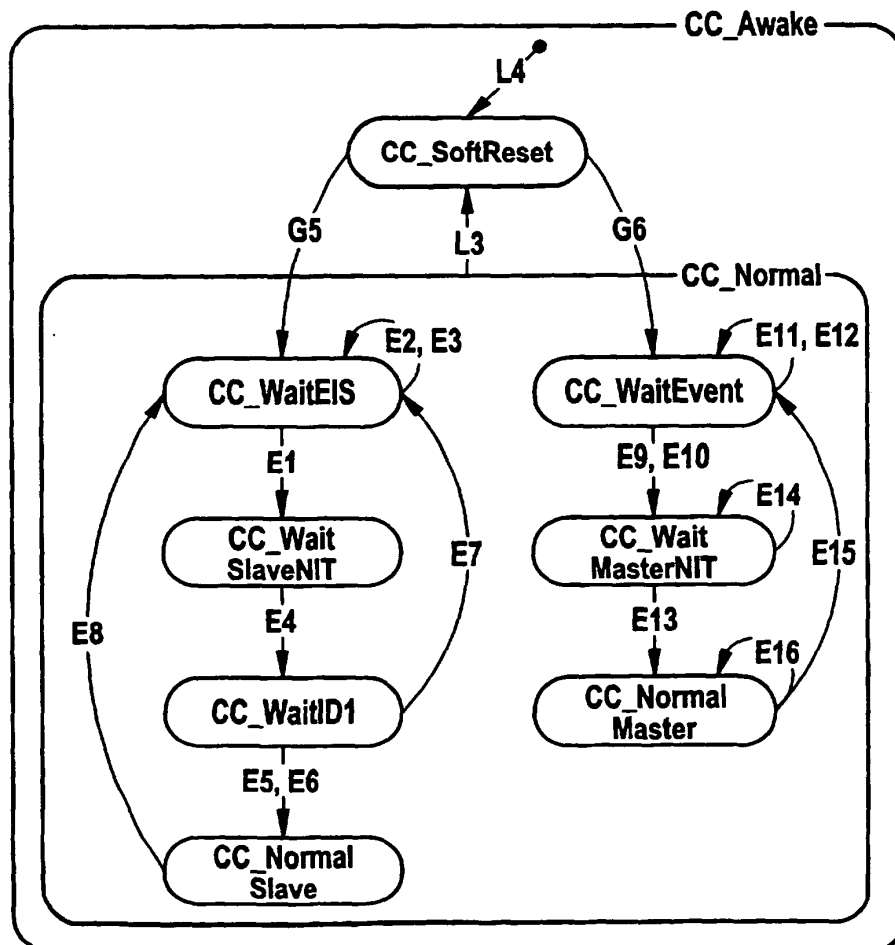 CC_Awake
L4
CC_SoftReset
G5
L3
G6
CC_Normal
E2, E3
E11, E12
CC_WaitEIS
CC_WaitEvent
E1
E9, E10
CC_Wait
SlaveNIT
E14
CC_Wait
MasterNIT
E7
E15
E8
E4
E13
CC_WaitID1
E16
CC_Normal
Master
E5, E6
CC_Normal
Slave